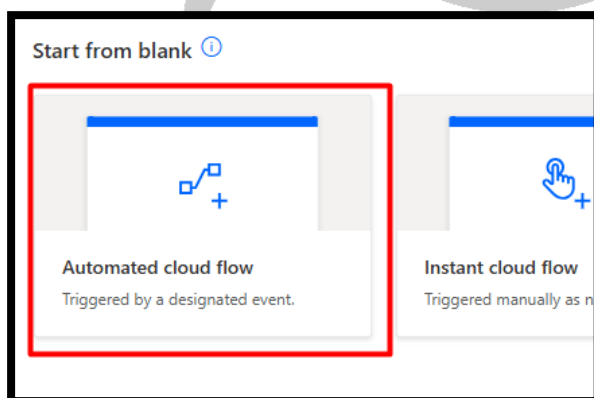 Start from blank
Automated cloud flow
Triggered by a designated event.
Instant cloud flow
Triggered manually as n